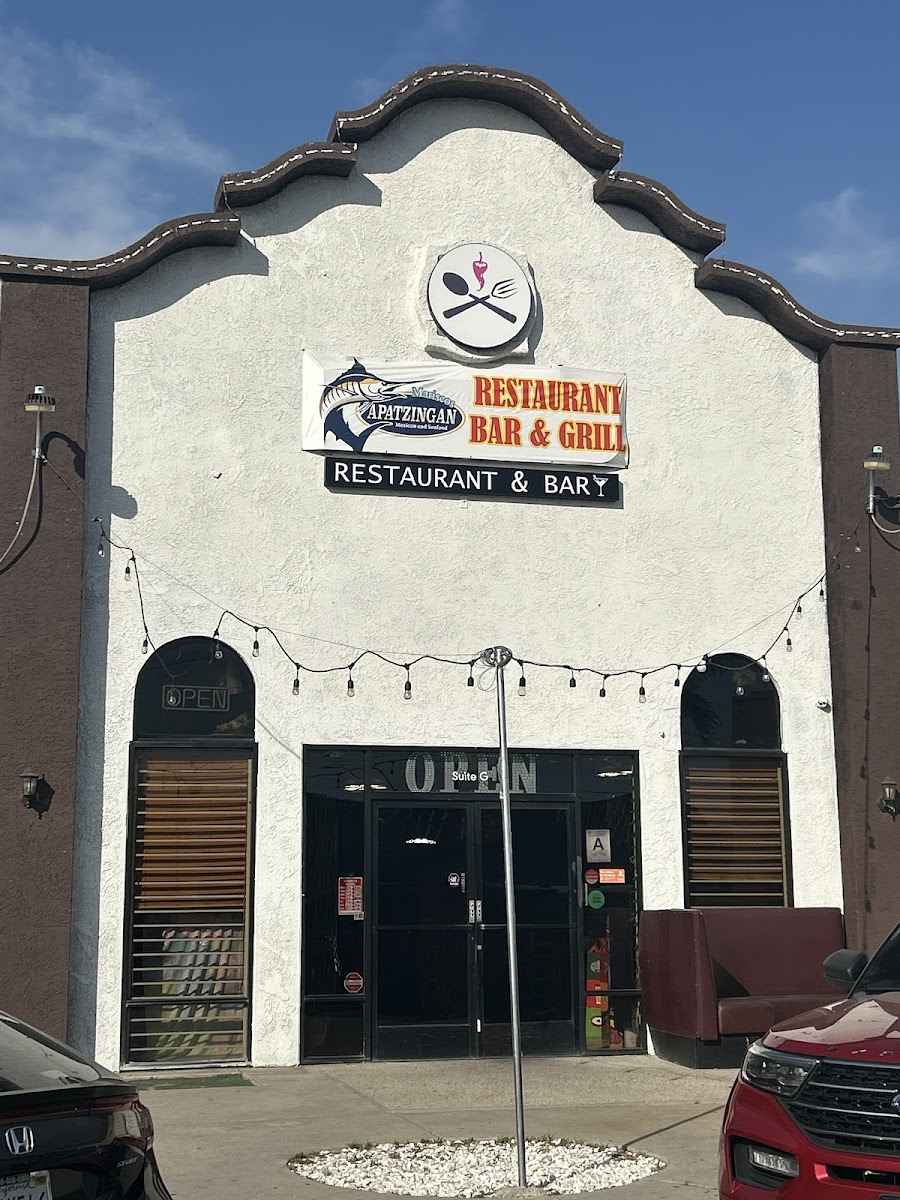 Mariscos
APATZINGAN
Mexican and Seafood
RESTAURANT
BAR & GRILL
RESTAURANT & BAR
OPEN
OPEN
Suite G
A